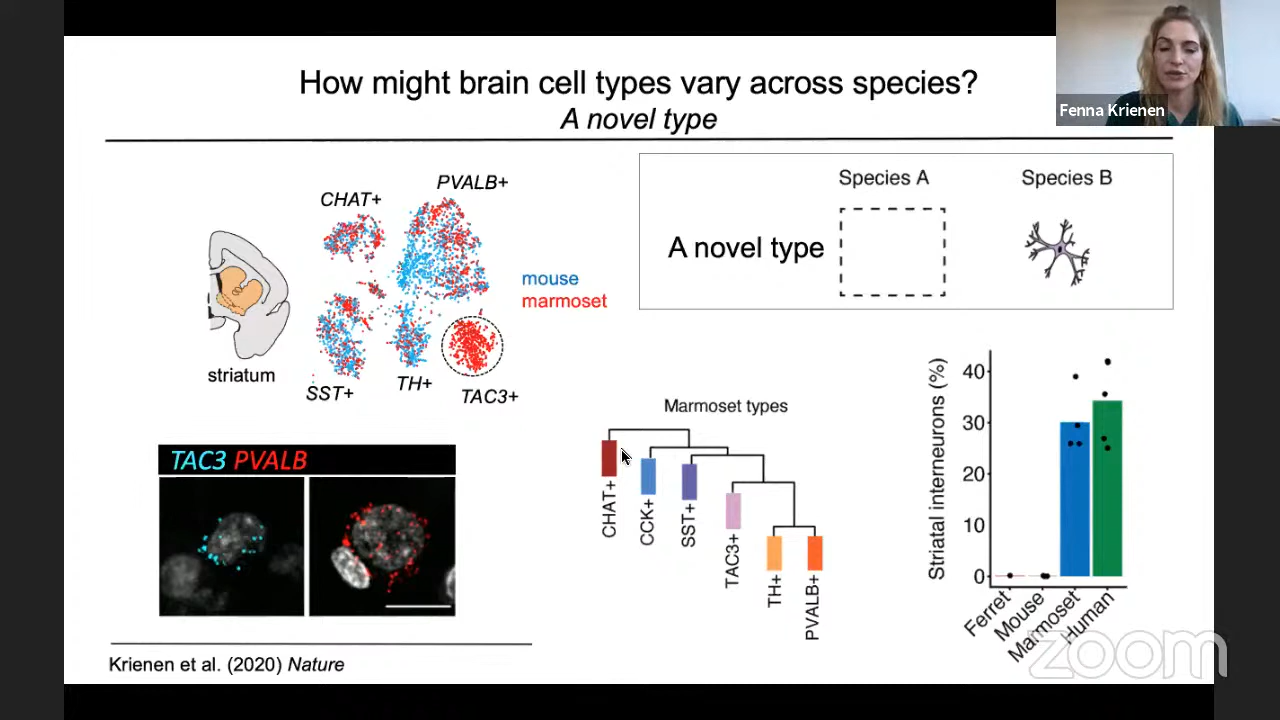 How might brain cell types vary across species?
A novel type
Fenna Krienen
CHAT+
PVALB+
mouse
marmoset
striatum
SST+
TH+
TAC3+
Species A
Species B
A novel type
TAC3 PVALB
Marmoset types
CHAT+
CCK+
SST+
TAC3+
TH+
PVALB+
Striatal interneurons (%)
40
30
20
10
0
Ferret
Mouse
Marmoset
Human
Krienen et al. (2020) Nature
zoom